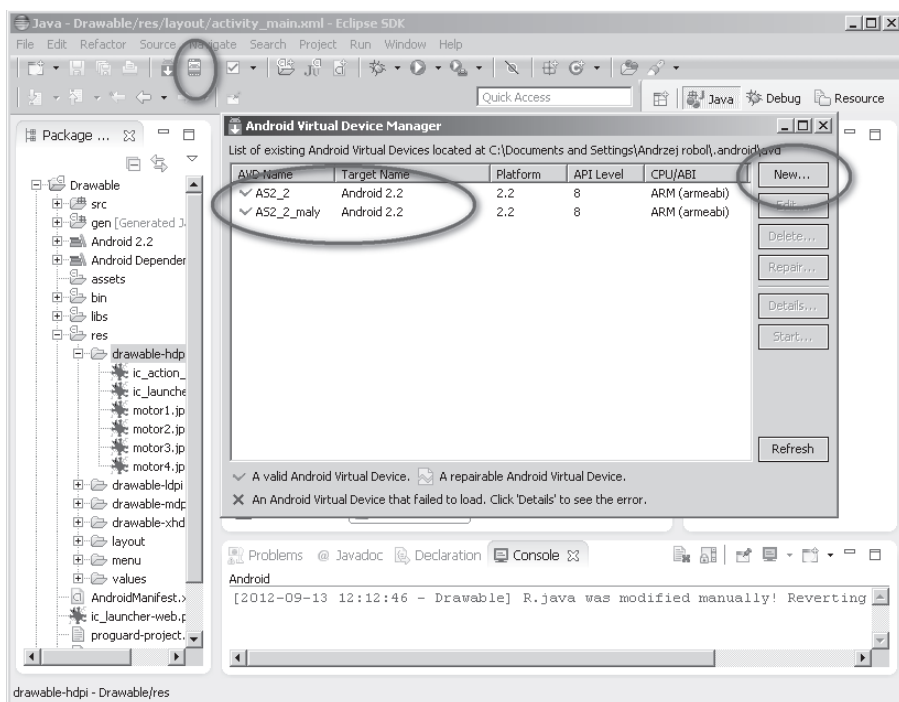 Java - Drawable/res/layout/activity_main.xml - Eclipse SDK
File Edit Refactor Source Navigate Search Project Run Window Help
Quick Access
Java Debug Resource
Package ...
Drawable
src
gen [Generated J
Android 2.2
Android Depender
assets
bin
libs
res
drawable-hdp
ic_action_
ic_launche
motor1.jp
motor2.jp
motor3.jp
motor4.jp
drawable-ldpi
drawable-mdp
drawable-xhd
layout
menu
values
AndroidManifest.x
ic_launcher-web.p
proguard-project.
Android Virtual Device Manager
List of existing Android Virtual Devices located at C:\Documents and Settings\Andrzej robol\.android\avd
AVD Name Target Name Platform API Level CPU/ABI
AS2_2 Android 2.2 2.2 8 ARM (armeabi)
AS2_2_maly Android 2.2 2.2 8 ARM (armeabi)
New...
Edit...
Delete...
Repair...
Details...
Start...
Refresh
A valid Android Virtual Device. A repairable Android Virtual Device.
An Android Virtual Device that failed to load. Click 'Details' to see the error.
Problems @ Javadoc Declaration Console
Android
[2012-09-13 12:12:46 - Drawable] R.java was modified manually! Reverting
drawable-hdpi - Drawable/res